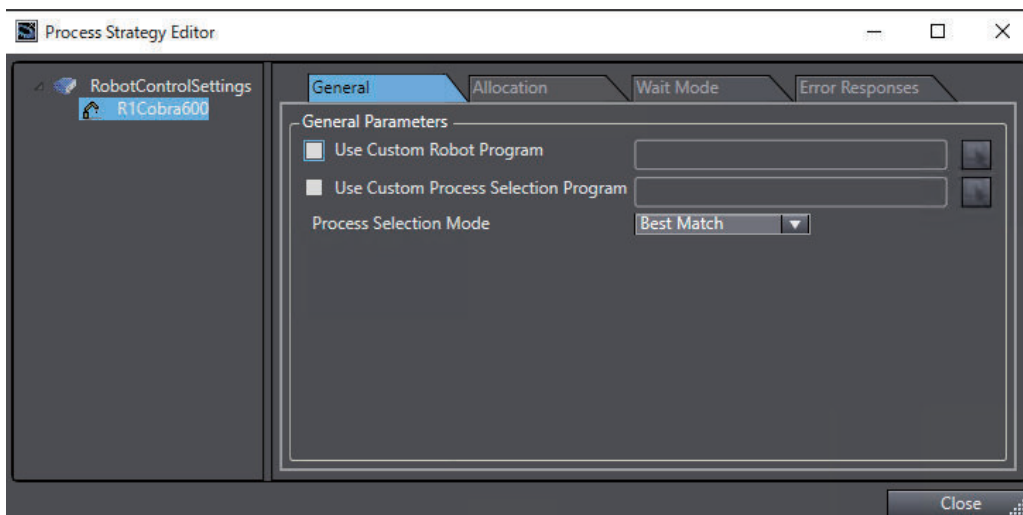 Process Strategy Editor
RobotControlSettings
R1Cobra600
General
Allocation
Wait Mode
Error Responses
General Parameters
Use Custom Robot Program
Use Custom Process Selection Program
Process Selection Mode
Best Match
Close